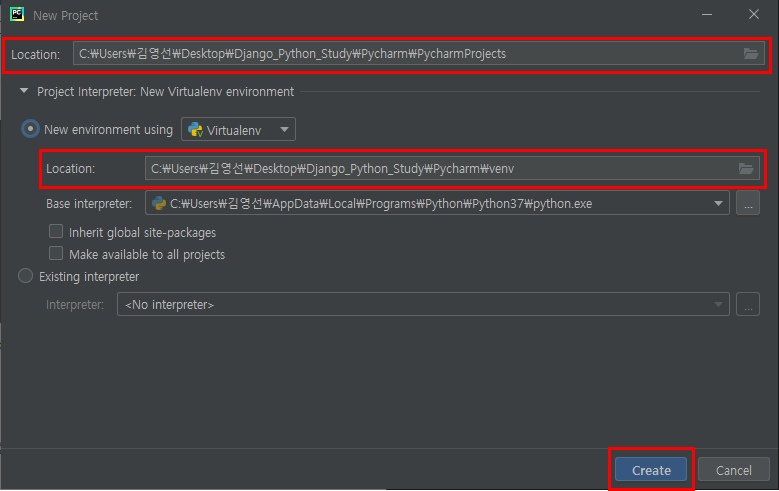 PC
New Project
Location: C:₩Users₩김영선₩Desktop₩Django_Python_Study₩Pycharm₩PycharmProjects
Project Interpreter: New Virtualenv environment
New environment using Virtualenv
Location: C:₩Users₩김영선₩Desktop₩Django_Python_Study₩Pycharm₩venv
Base interpreter: C:₩Users₩김영선₩AppData₩Local₩Programs₩Python₩Python37₩python.exe ...
Inherit global site-packages
Make available to all projects
Existing interpreter
Interpreter: <No interpreter> ...
Create Cancel